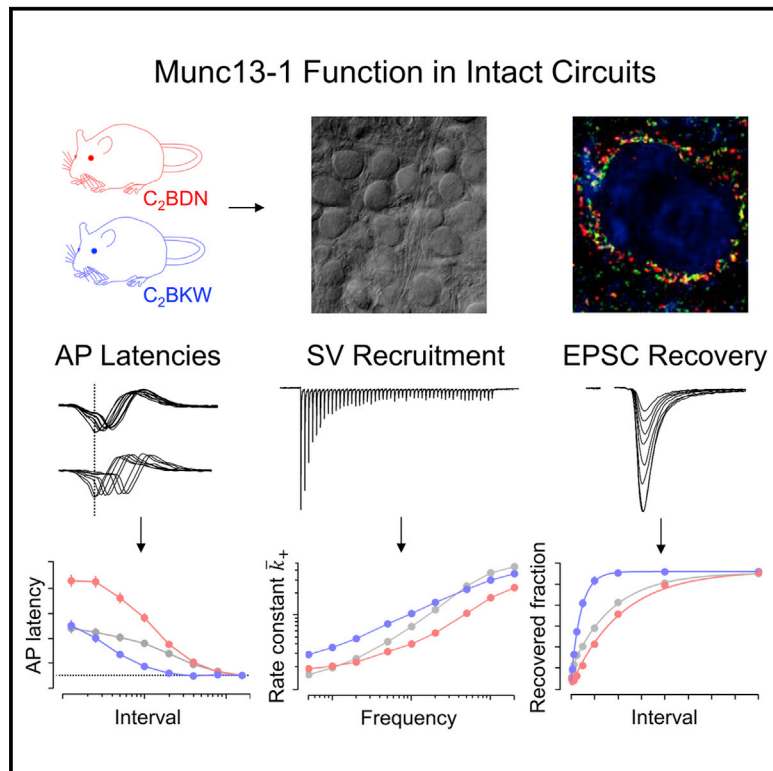 Munc13-1 Function in Intact Circuits
C₂BDN
C₂BKW
AP Latencies
SV Recruitment
EPSC Recovery
AP latency
Interval
Rate constant k̄₊
Frequency
Recovered fraction
Interval